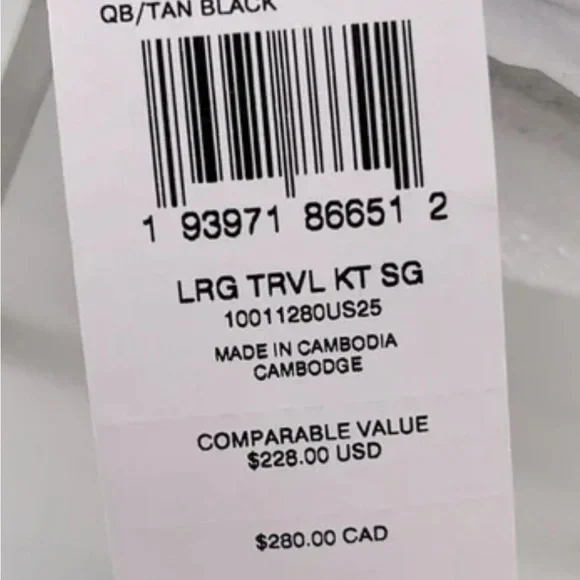 QB/TAN BLACK
1 93971 86651 2
LRG TRVL KT SG
10011280US25
MADE IN CAMBODIA
CAMBODGE
COMPARABLE VALUE
$228.00 USD
$280.00 CAD